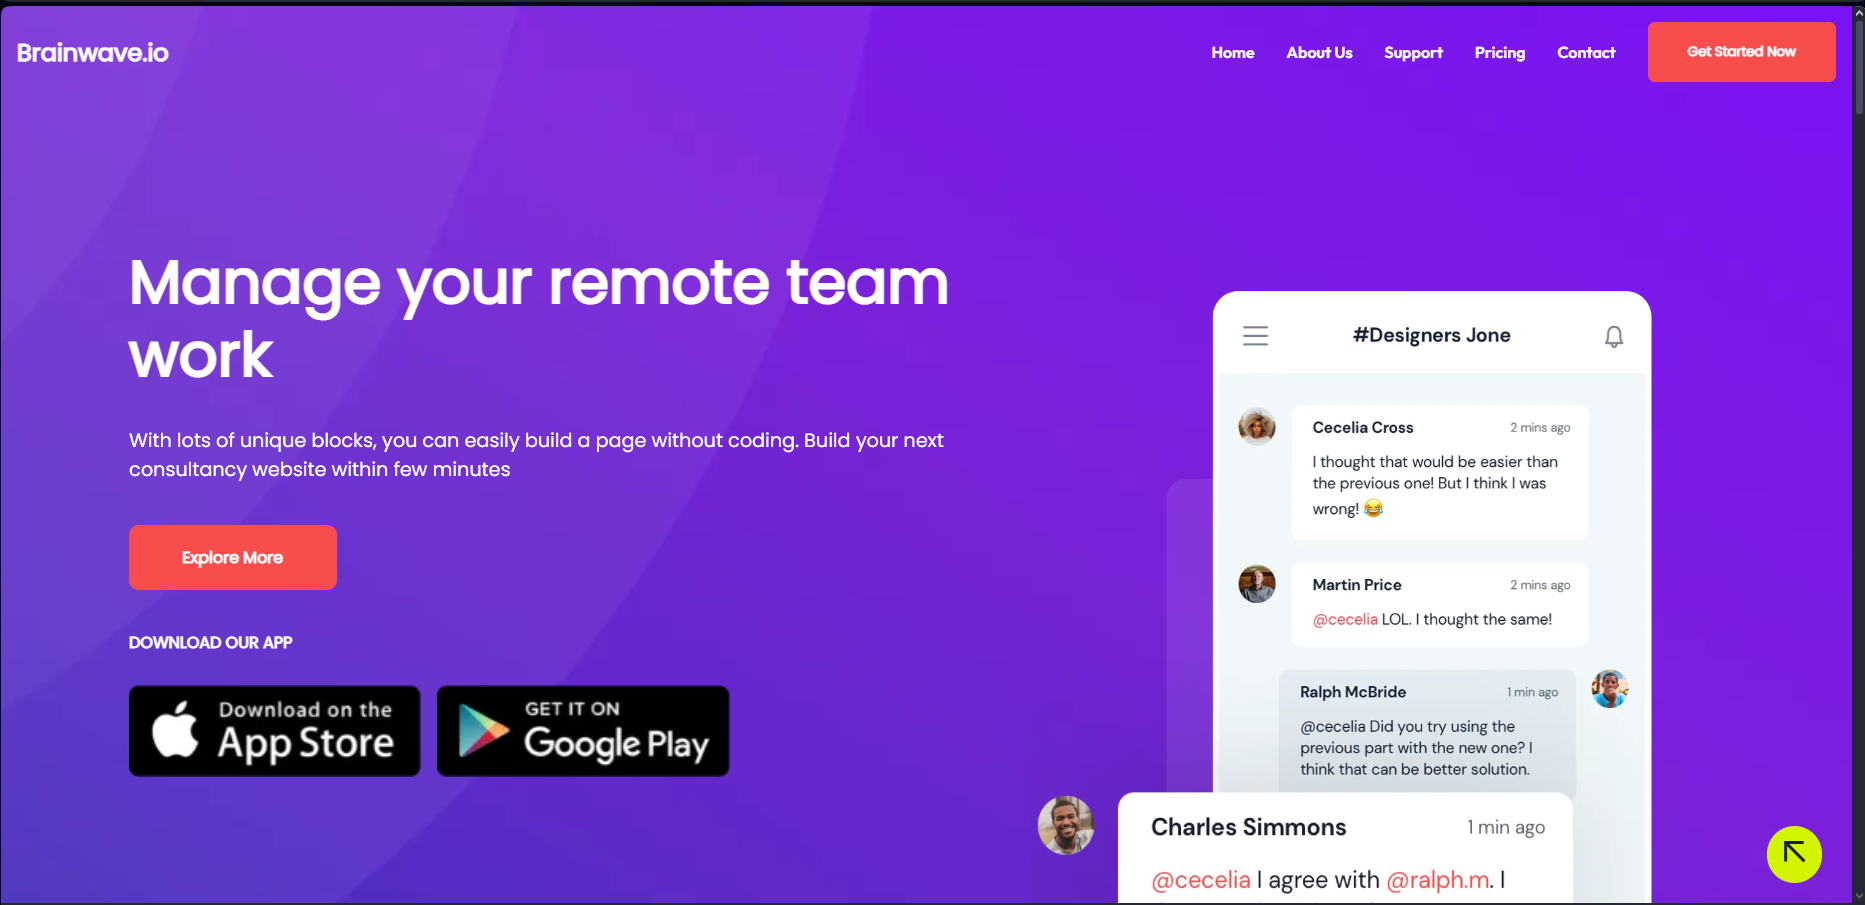 Brainwave.io
Home About Us Support Pricing Contact Get Started Now
Manage your remote team
work
With lots of unique blocks, you can easily build a page without coding. Build your next
consultancy website within few minutes
Explore More
DOWNLOAD OUR APP
Download on the
App Store
GET IT ON
Google Play
#Designers Jone
Cecelia Cross 2 mins ago
I thought that would be easier than
the previous one! But I think I was
wrong! 😂
Martin Price 2 mins ago
@cecelia LOL. I thought the same!
Ralph McBride 1 min ago
@cecelia Did you try using the
previous part with the new one? I
think that can be better solution.
Charles Simmons 1 min ago
@cecelia I agree with @ralph.m. I